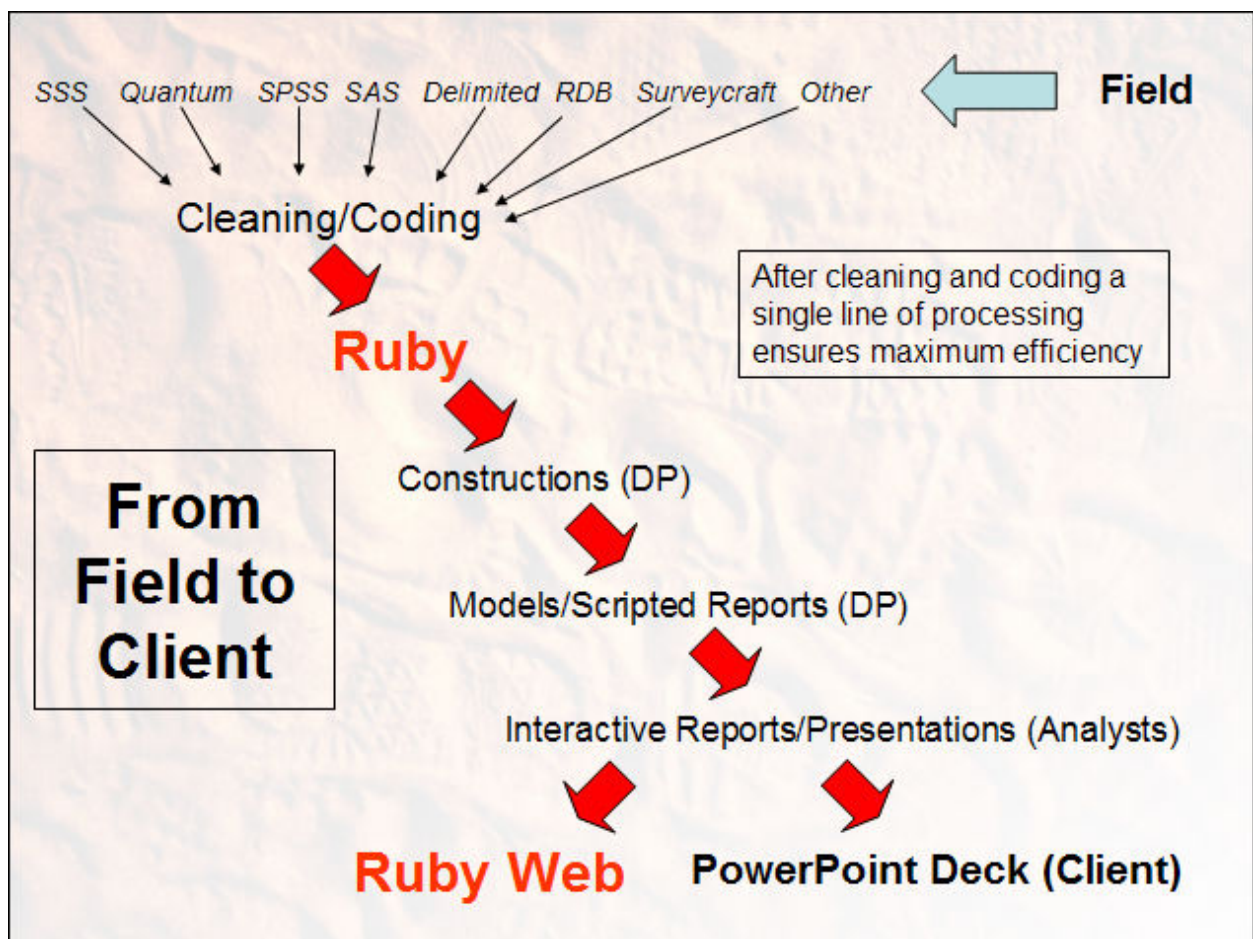 SSS Quantum SPSS SAS Delimited RDB Surveycraft Other
Field
Cleaning/Coding
After cleaning and coding a
single line of processing
ensures maximum efficiency
Ruby
Constructions (DP)
From
Field to
Client
Models/Scripted Reports (DP)
Interactive Reports/Presentations (Analysts)
Ruby Web
PowerPoint Deck (Client)